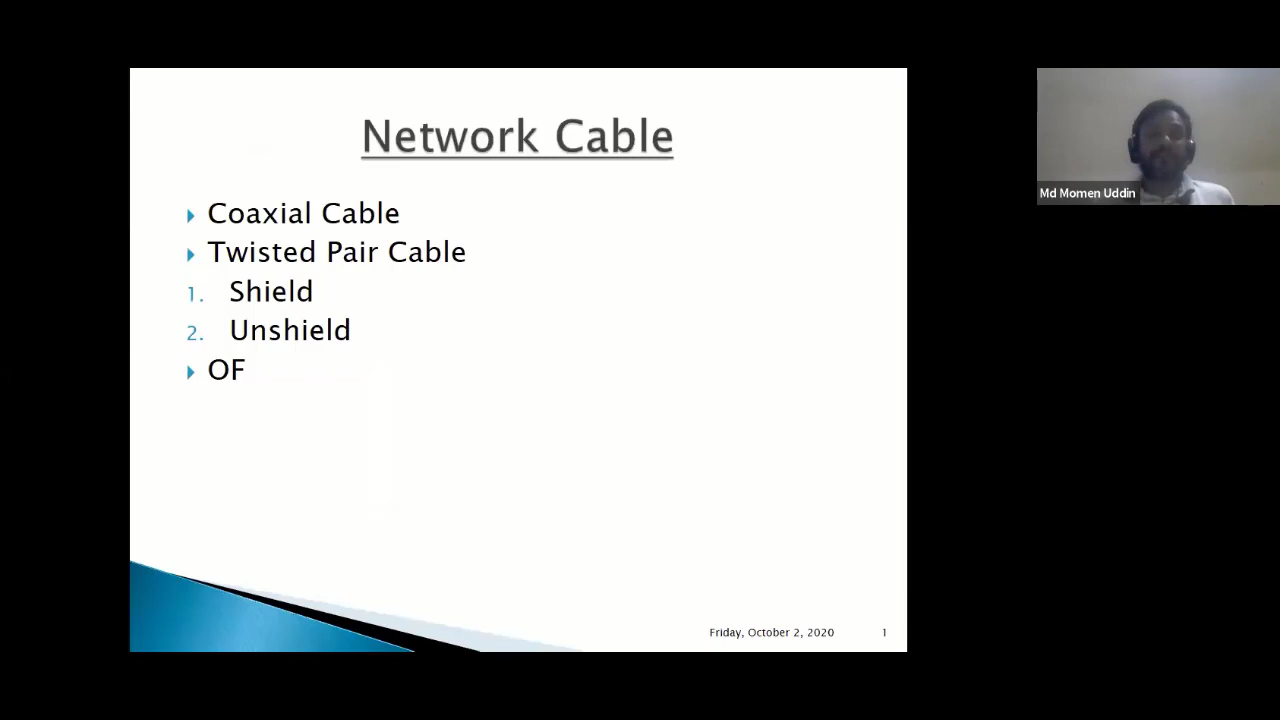 Network Cable
Coaxial Cable
Twisted Pair Cable
1. Shield
2. Unshield
OF
Friday, October 2, 2020 1
Md Momen Uddin